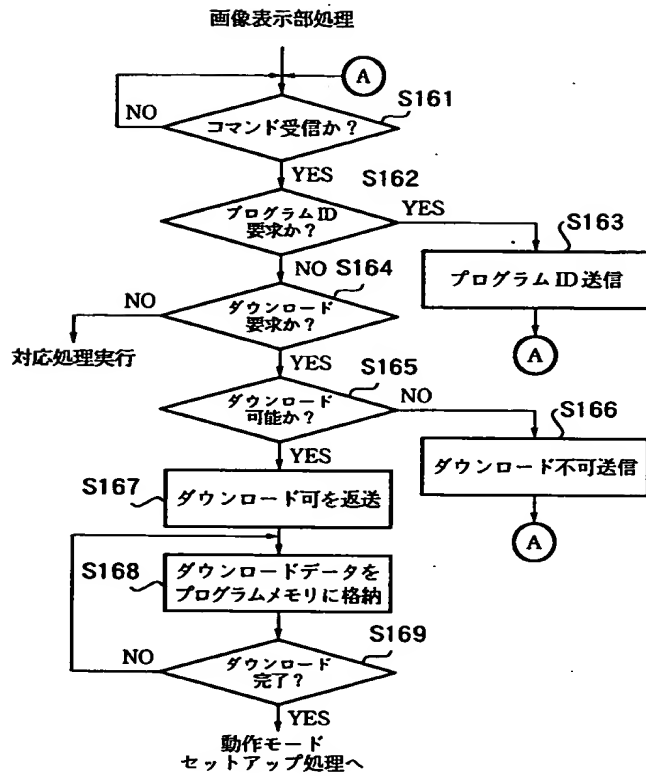 画像表示部処理
A
S161
NO
コマンド受信か?
YES
S162
プログラムID
要求か?
YES
S163
プログラムID送信
A
NO
S164
ダウンロード
要求か?
NO
対応処理実行
YES
S165
ダウンロード
可能か?
NO
S166
ダウンロード不可送信
A
YES
S167
ダウンロード可を返送
S168
ダウンロードデータを
プログラムメモリに格納
S169
ダウンロード
完了?
NO
YES
動作モード
セットアップ処理へ